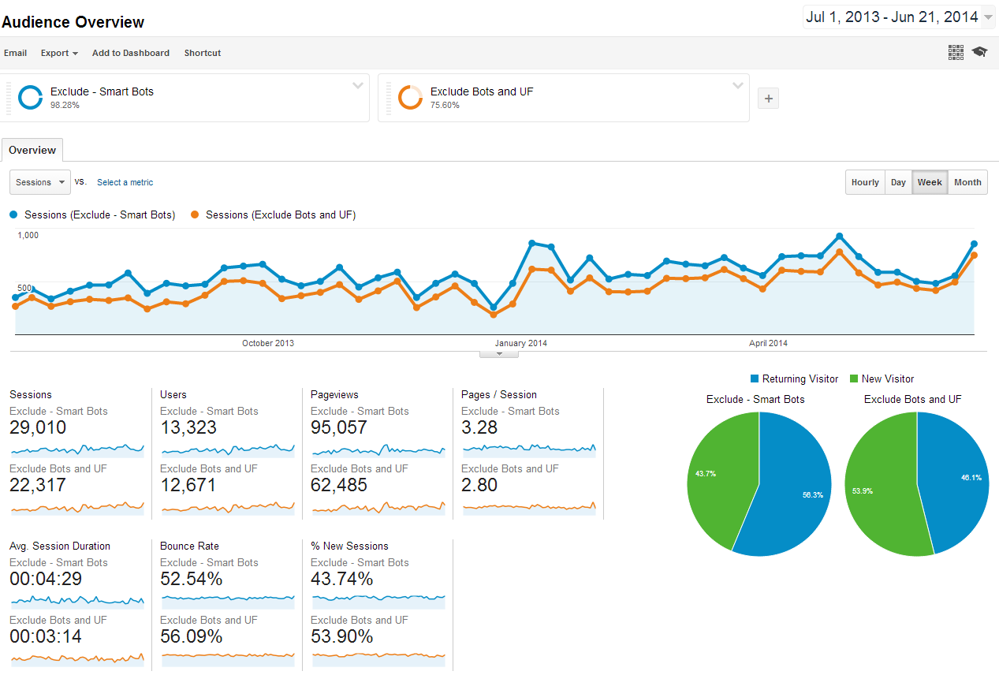 Audience Overview
Jul 1, 2013 - Jun 21, 2014
Email Export Add to Dashboard Shortcut
Exclude - Smart Bots
98.28%
Exclude Bots and UF
75.60%
+
Overview
Sessions VS. Select a metric
Hourly Day Week Month
Sessions (Exclude - Smart Bots) Sessions (Exclude Bots and UF)
1,000
500
October 2013 January 2014 April 2014
Returning Visitor New Visitor
Exclude - Smart Bots Exclude Bots and UF
43.7% 56.3% 53.9% 46.1%
Sessions
Exclude - Smart Bots
29,010
Exclude Bots and UF
22,317
Users
Exclude - Smart Bots
13,323
Exclude Bots and UF
12,671
Pageviews
Exclude - Smart Bots
95,057
Exclude Bots and UF
62,485
Pages / Session
Exclude - Smart Bots
3.28
Exclude Bots and UF
2.80
Avg. Session Duration
Exclude - Smart Bots
00:04:29
Exclude Bots and UF
00:03:14
Bounce Rate
Exclude - Smart Bots
52.54%
Exclude Bots and UF
56.09%
% New Sessions
Exclude - Smart Bots
43.74%
Exclude Bots and UF
53.90%